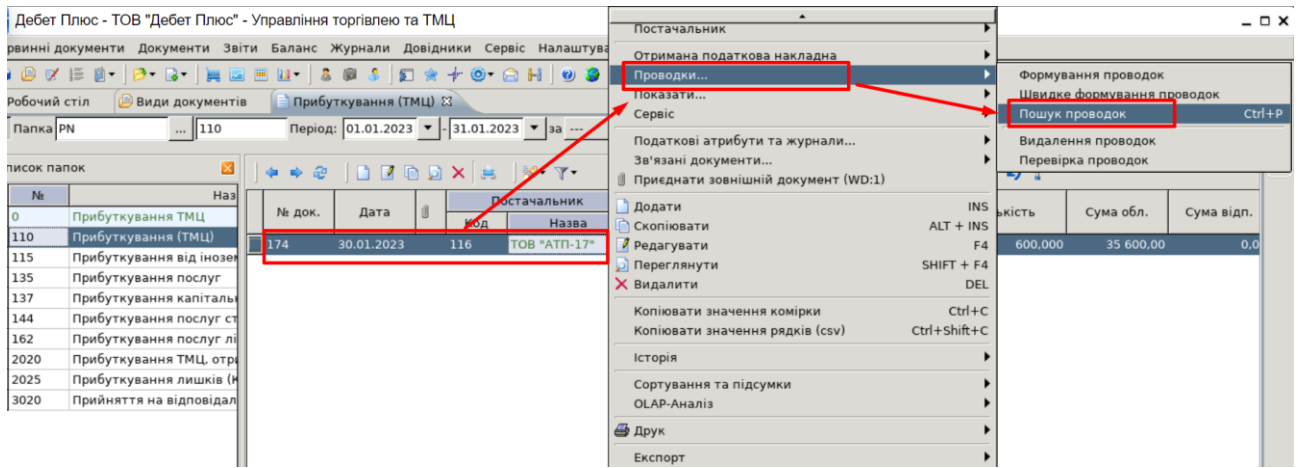 Дебет Плюс - ТОВ "Дебет Плюс" - Управління торгівлею та ТМЦ
рвинні документи Документи Звіти Баланс Журнали Довідники Сервіс Налаштува
Робочий стіл Види документів Прибуткування (ТМЦ)
Папка PN ... 110 Період: 01.01.2023 - 31.01.2023 за ---
писок папок
№ Наз
0 Прибуткування ТМЦ
110 Прибуткування (ТМЦ)
115 Прибуткування від інозем
135 Прибуткування послуг
137 Прибуткування капіталь
144 Прибуткування послуг ст
162 Прибуткування послуг лі
2020 Прибуткування ТМЦ, отри
2025 Прибуткування лишків (К
3020 Прийняття на відповідал
№ док. Дата Постачальник
Код Назва
ькість Сума обл. Сума відп.
174 30.01.2023 116 ТОВ "АТП-17" 600,000 35 600,00 0,0
Постачальник
Отримана податкова накладна
Проводки...
Показати...
Сервіс
Податкові атрибути та журнали...
Зв'язані документи...
Приєднати зовнішній документ (WD:1)
Додати INS
Скопіювати ALT + INS
Редагувати F4
Переглянути SHIFT + F4
Видалити DEL
Копіювати значення комірки Ctrl+C
Копіювати значення рядків (csv) Ctrl+Shift+C
Історія
Сортування та підсумки
OLAP-Аналіз
Друк
Експорт
Формування проводок
Швидке формування проводок
Пошук проводок Ctrl+P
Видалення проводок
Перевірка проводок